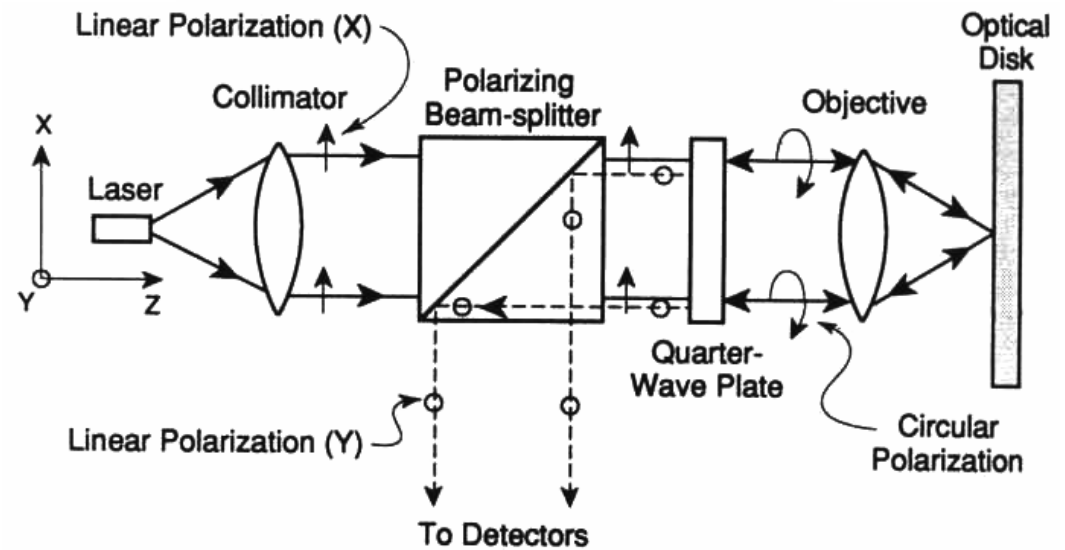 Linear Polarization (X)
Optical
Disk
Polarizing
Beam-splitter
Collimator
Objective
X
Laser
Y
Z
Quarter-
Wave Plate
Linear Polarization (Y)
Circular
Polarization
To Detectors